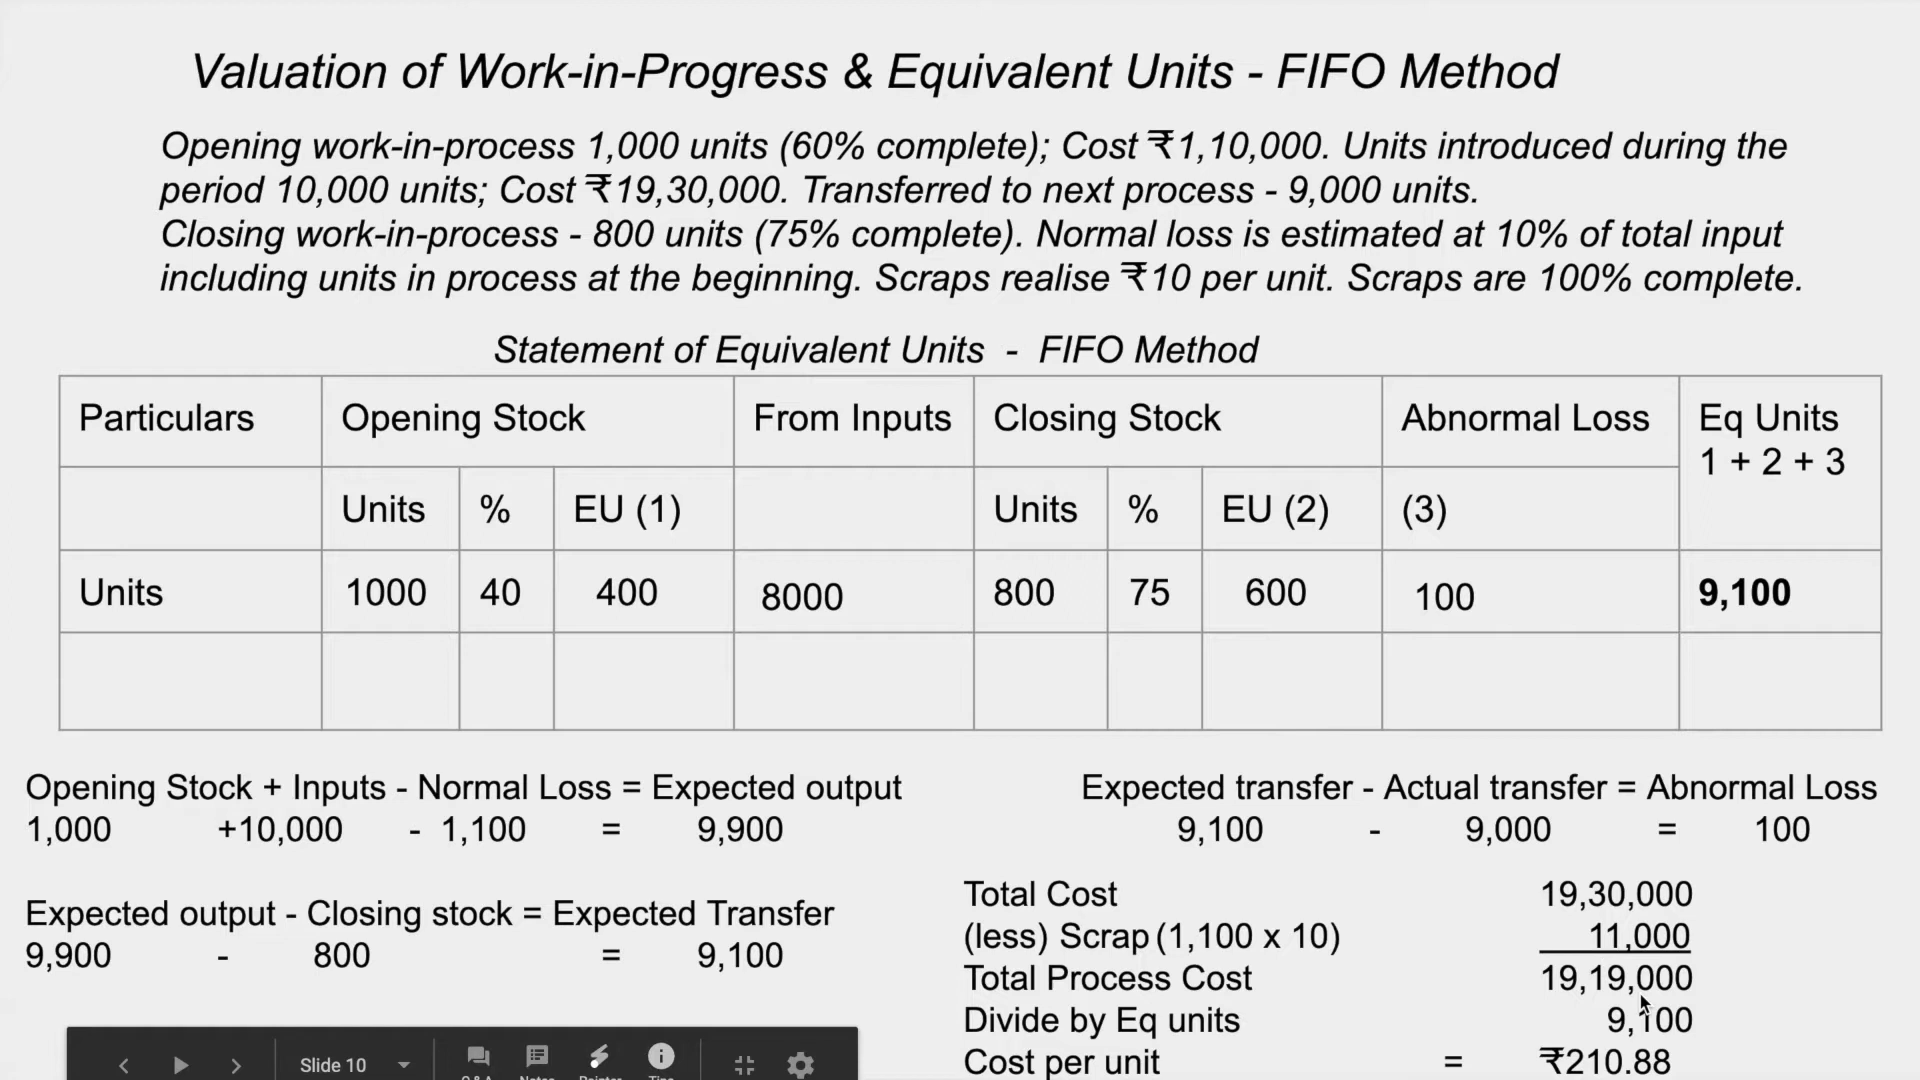 Valuation of Work-in-Progress & Equivalent Units - FIFO Method
Opening work-in-process 1,000 units (60% complete); Cost ₹1,10,000. Units introduced during the
period 10,000 units; Cost ₹19,30,000. Transferred to next process - 9,000 units.
Closing work-in-process - 800 units (75% complete). Normal loss is estimated at 10% of total input
including units in process at the beginning. Scraps realise ₹10 per unit. Scraps are 100% complete.
Statement of Equivalent Units - FIFO Method
Particulars Opening Stock From Inputs Closing Stock Abnormal Loss Eq Units
1 + 2 + 3
Units % EU (1) Units % EU (2) (3)
Units 1000 40 400 8000 800 75 600 100 9,100
Opening Stock + Inputs - Normal Loss = Expected output
1,000 +10,000 - 1,100 = 9,900
Expected transfer - Actual transfer = Abnormal Loss
9,100 - 9,000 = 100
Expected output - Closing stock = Expected Transfer
9,900 - 800 = 9,100
Total Cost 19,30,000
(less) Scrap (1,100 x 10) 11,000
Total Process Cost 19,19,000
Divide by Eq units 9,100
Cost per unit = ₹210.88
Slide 10